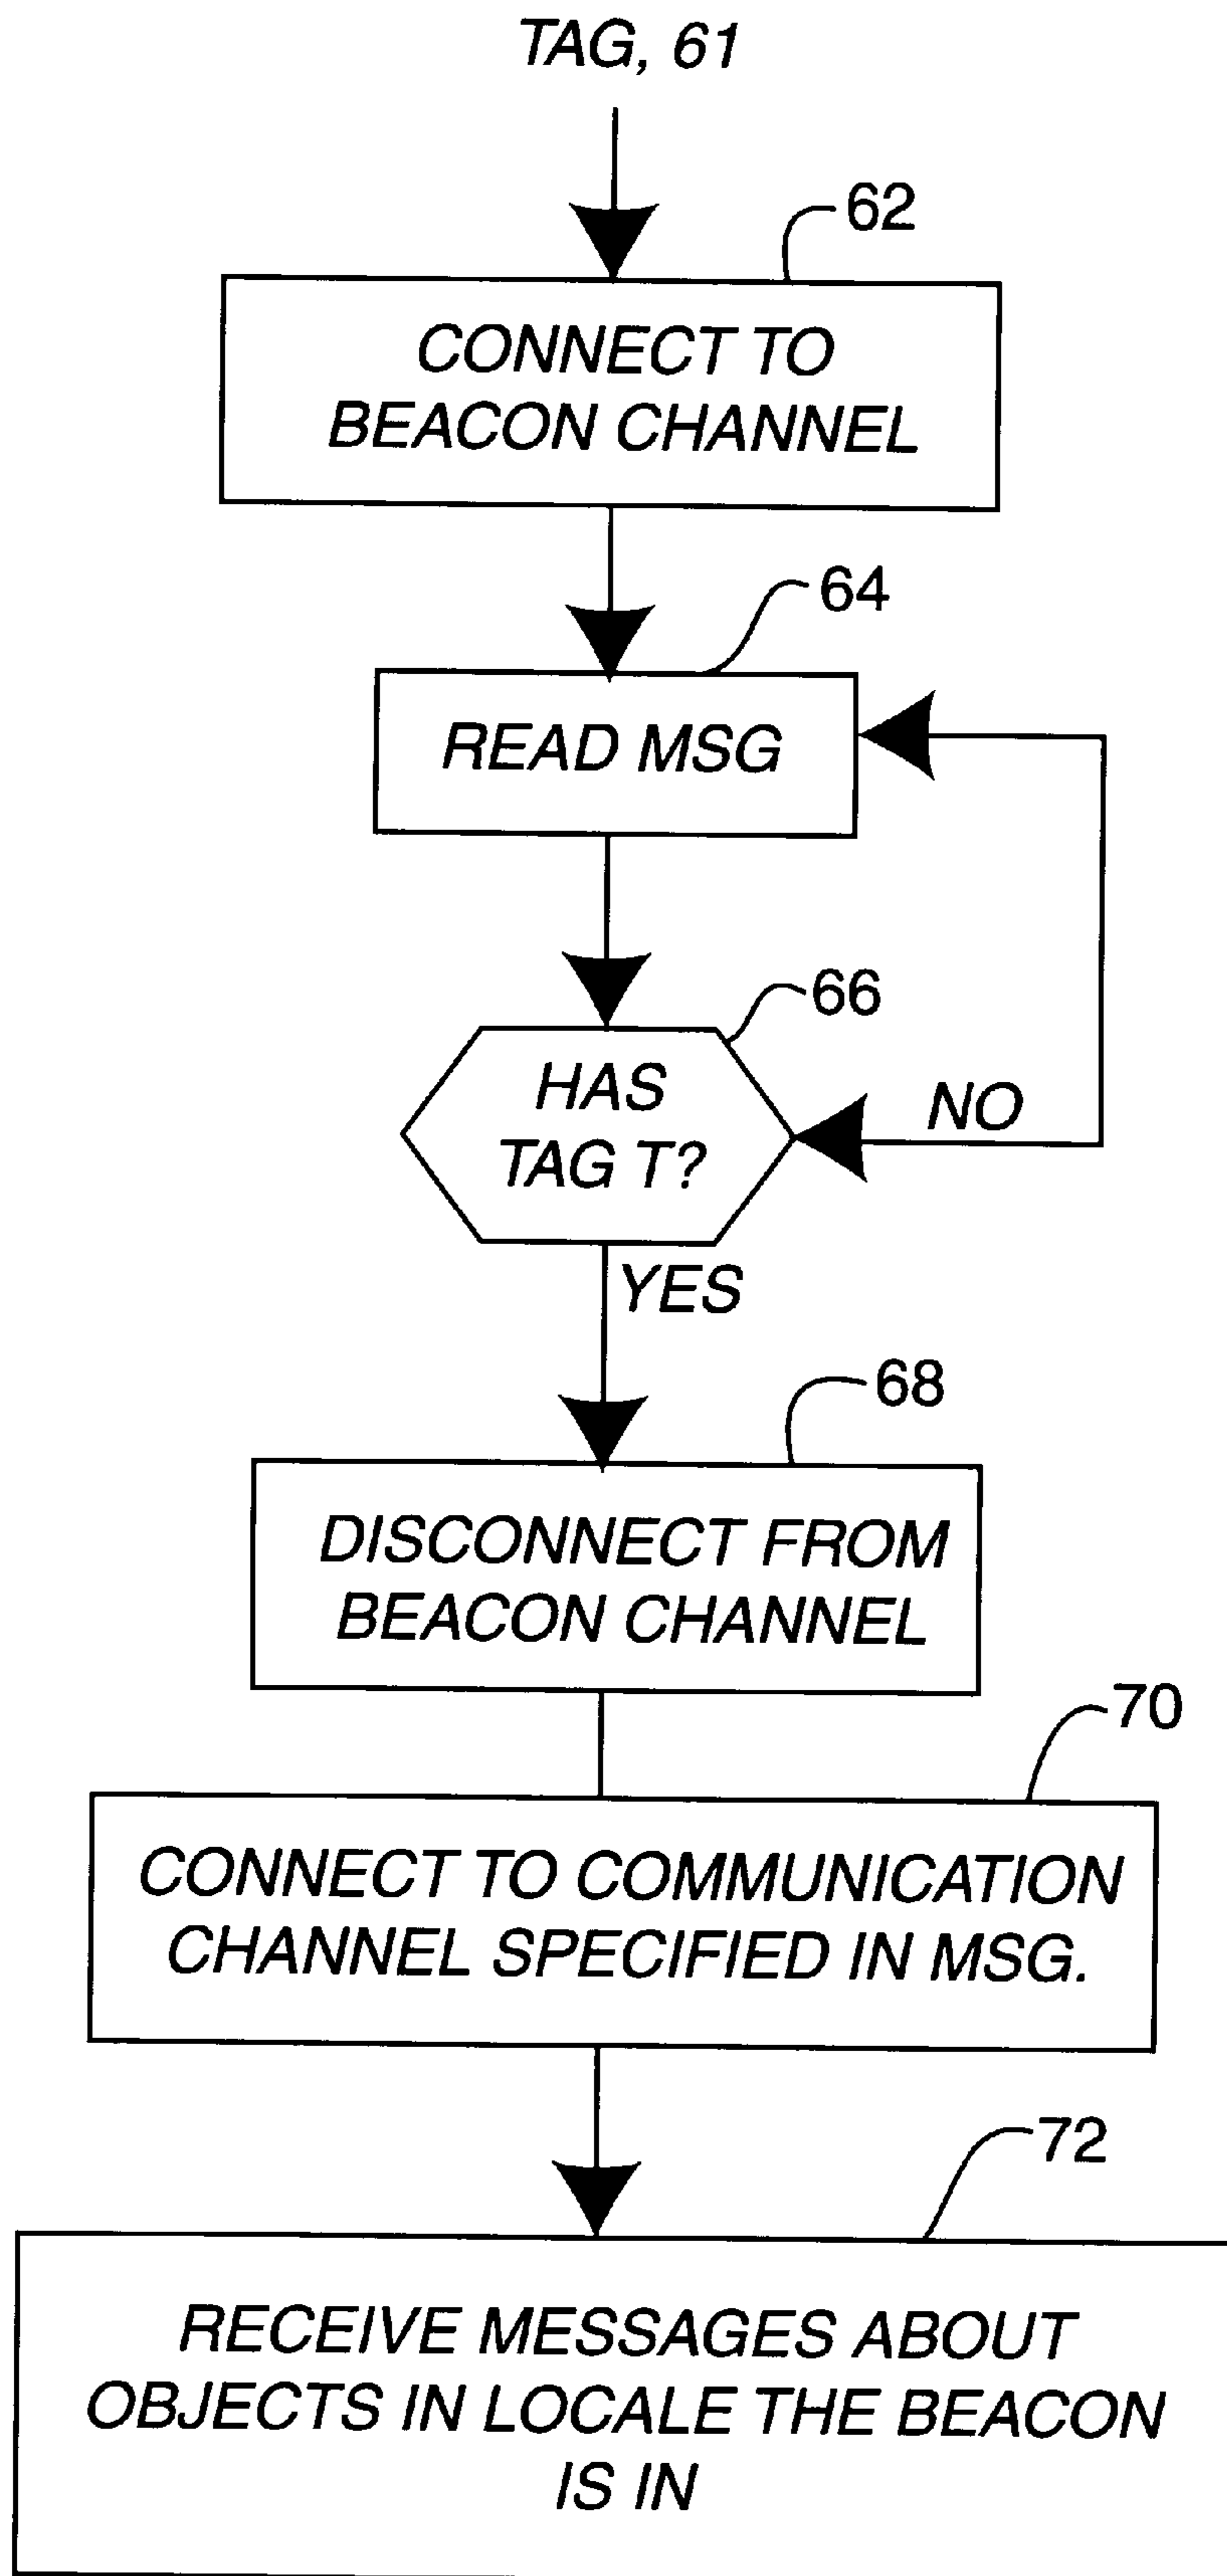 TAG, 61
62
CONNECT TO
BEACON CHANNEL
64
READ MSG
66
HAS
TAG T?
NO
YES
68
DISCONNECT FROM
BEACON CHANNEL
70
CONNECT TO COMMUNICATION
CHANNEL SPECIFIED IN MSG.
72
RECEIVE MESSAGES ABOUT
OBJECTS IN LOCALE THE BEACON
IS IN